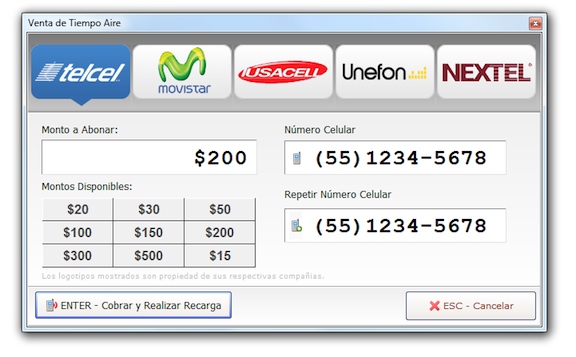 Venta de Tiempo Aire
telcel
movistar
IUSACELL
Unefon
NEXTEL
Monto a Abonar:
Número Celular
$200
(55)1234-5678
Montos Disponibles:
Repetir Número Celular
$20 $30 $50
$100 $150 $200
$300 $500 $15
(55)1234-5678
Los logotipos mostrados son propiedad de sus respectivas compañías.
ENTER - Cobrar y Realizar Recarga
ESC - Cancelar